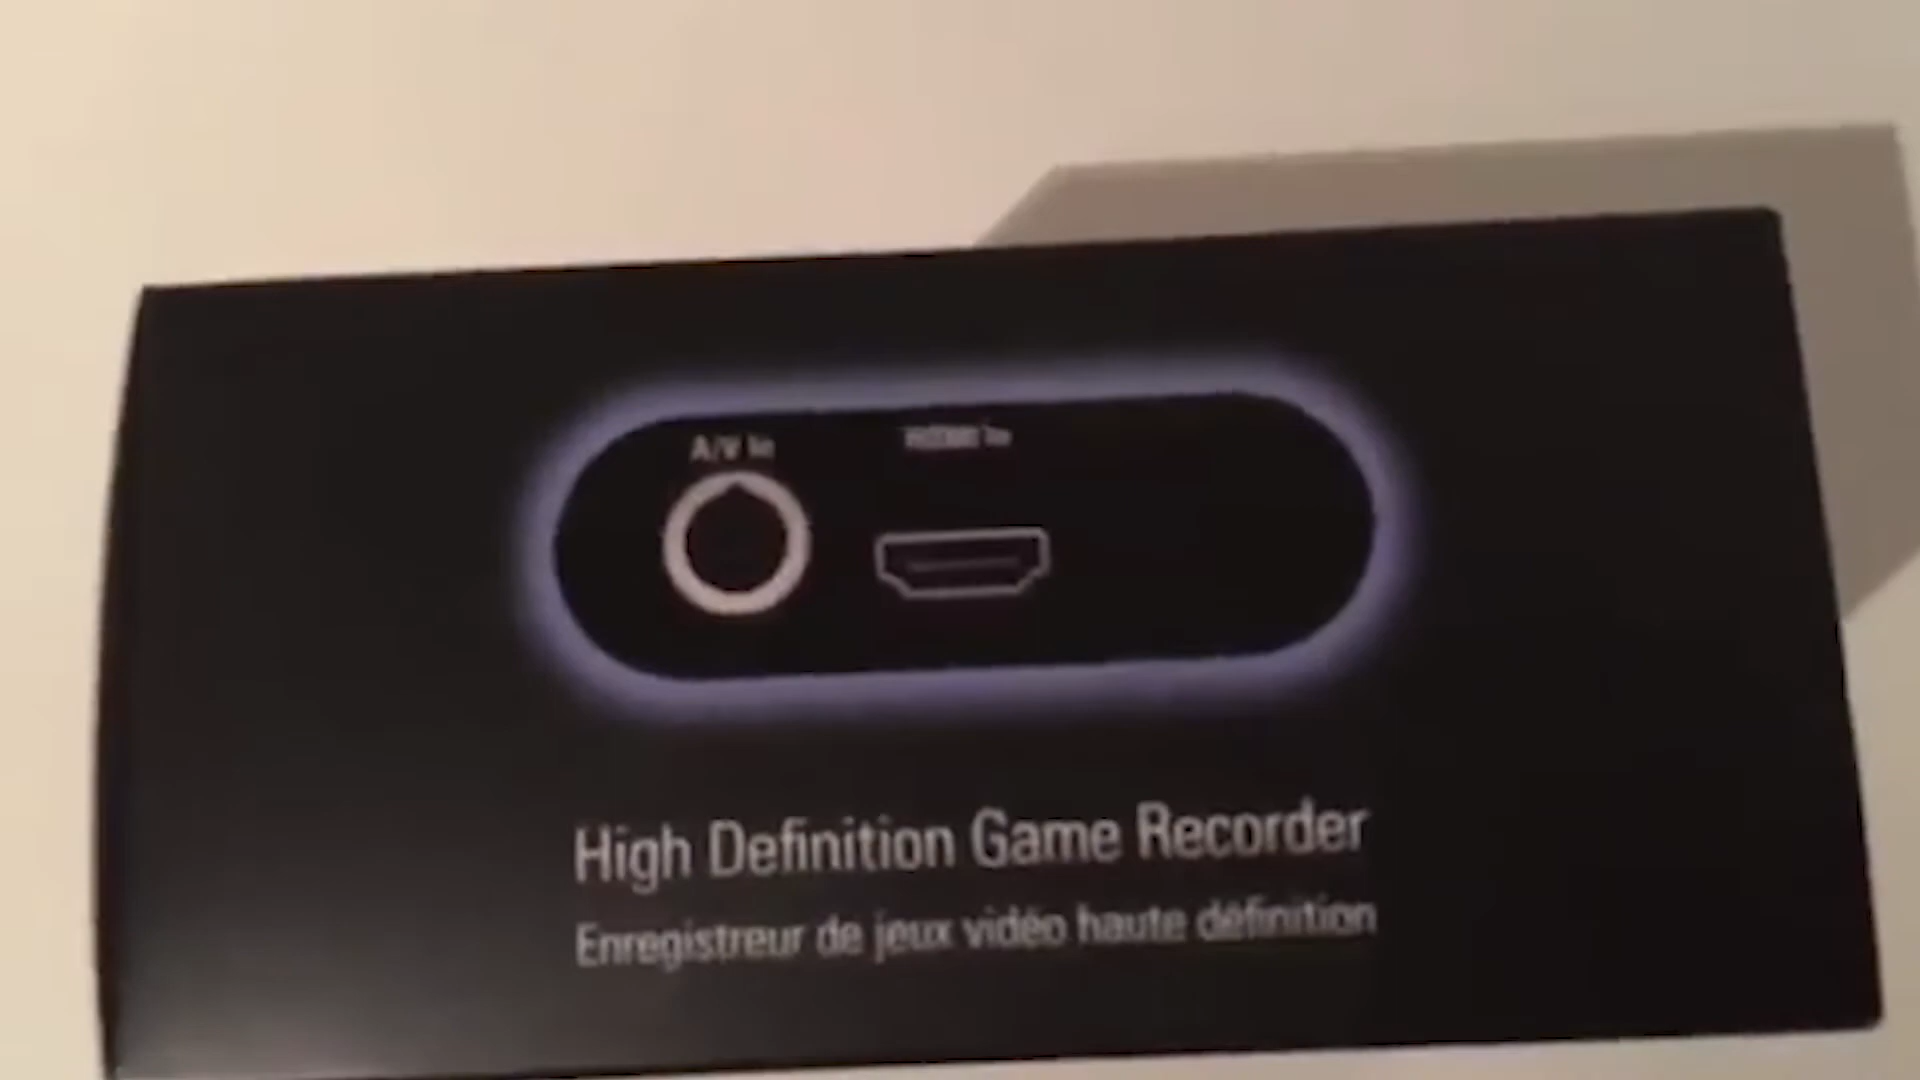 A/V In
HDMI In
High Definition Game Recorder
Enregistreur de jeux vidéo haute définition